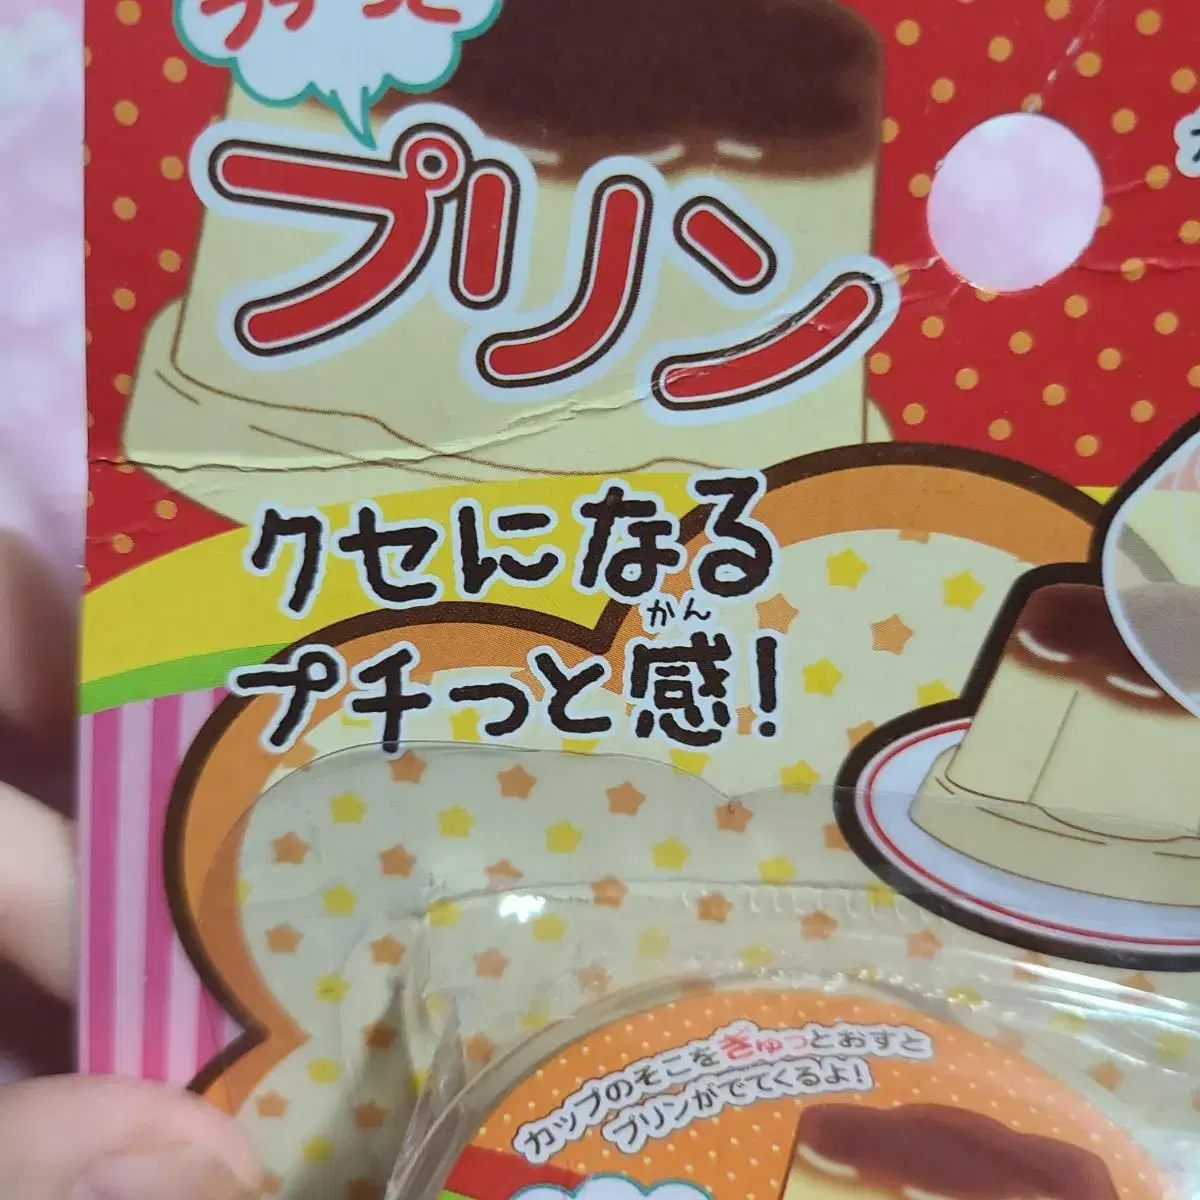 プリン
クセになる
かん
プチっと感!
カップのそこをぎゅっとおすと
プリンがでてくるよ!